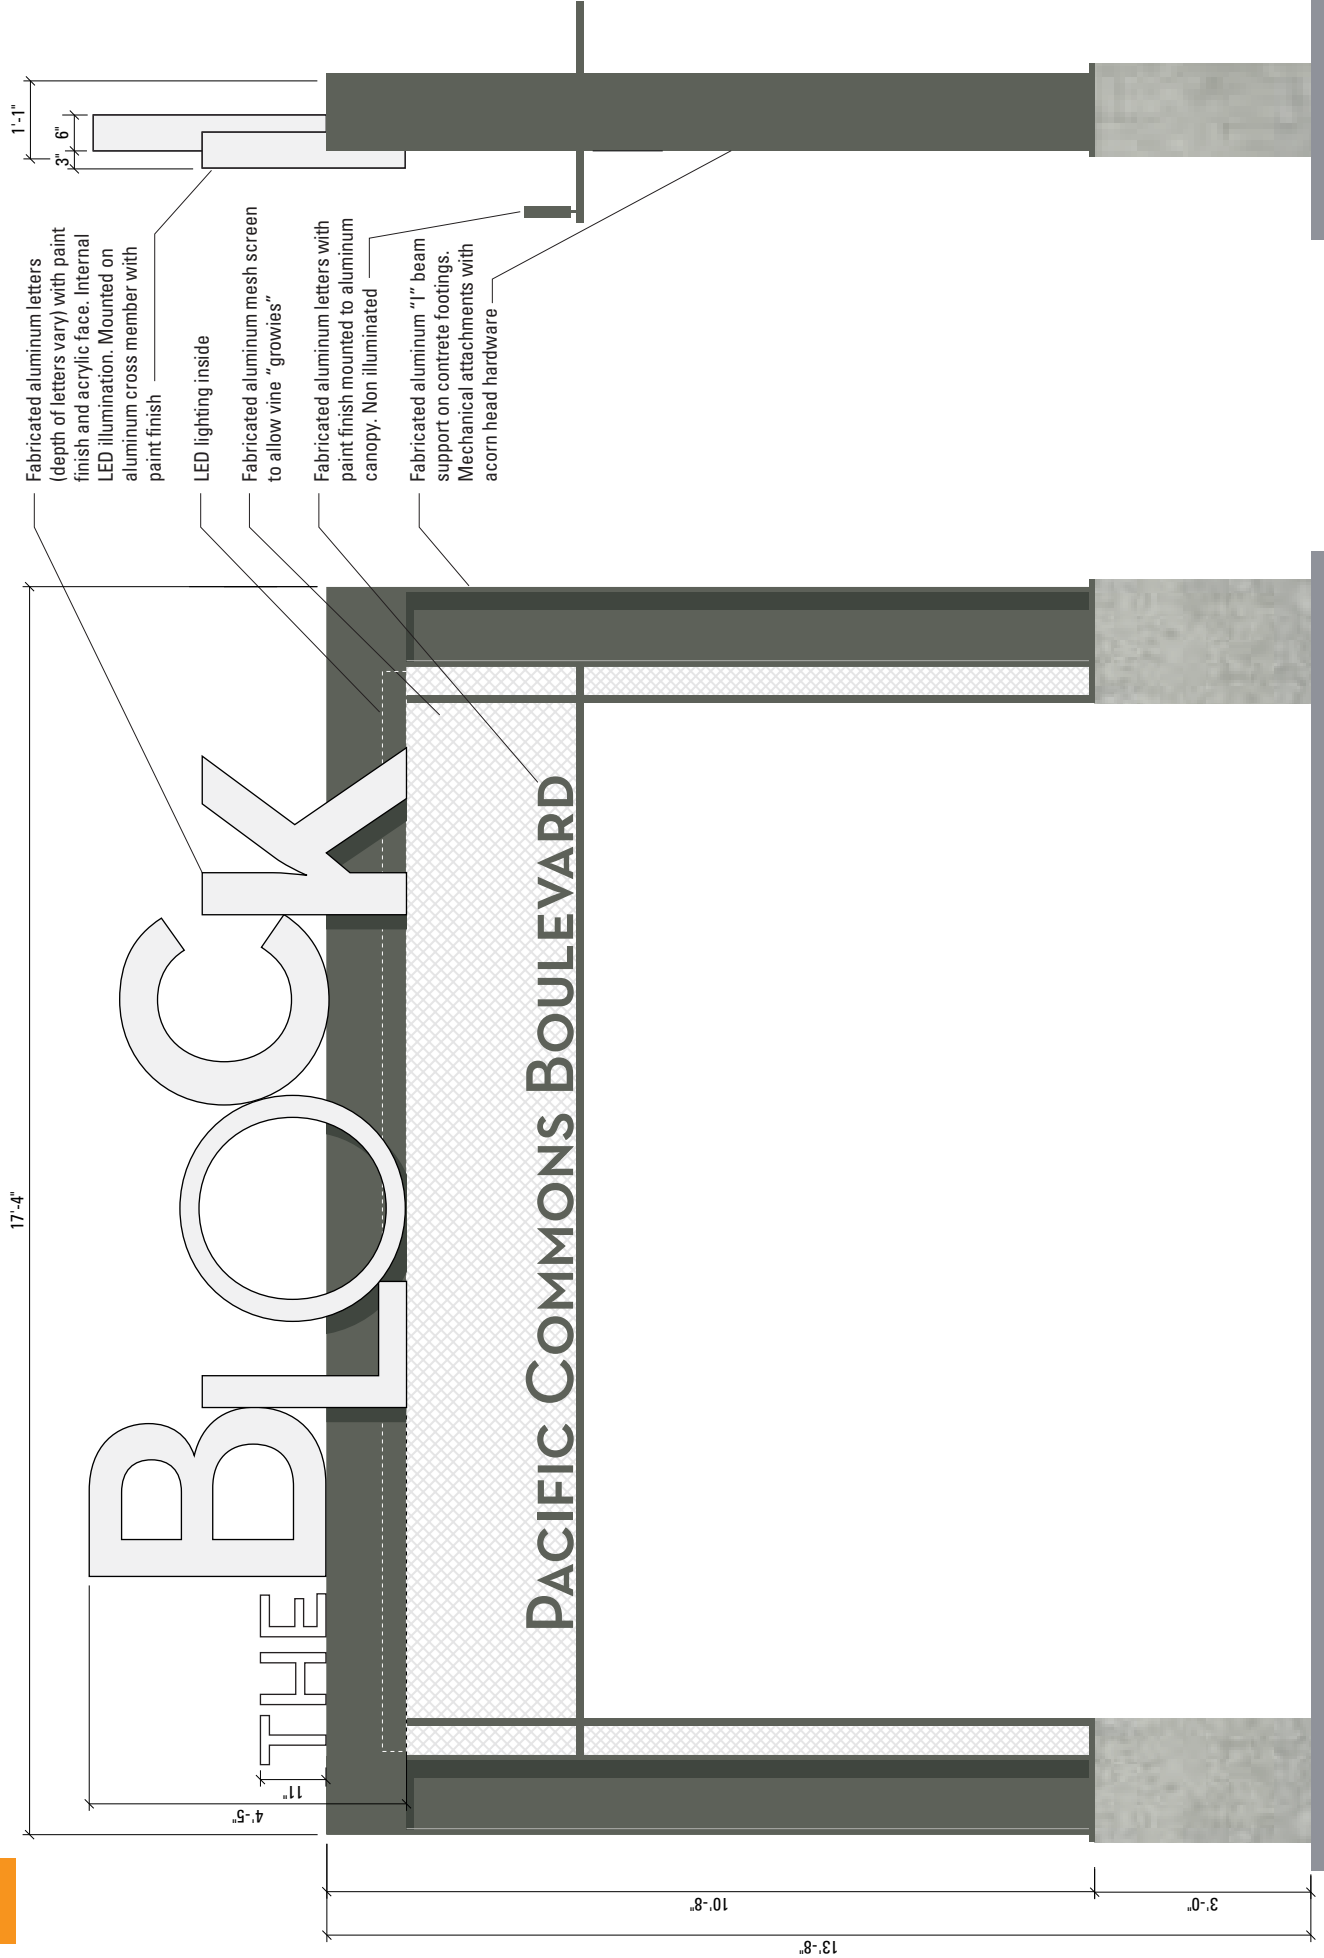 17'-4"
1'-1"
3"
6"
THE
BLOCK
11"
4'-5"
PACIFIC COMMONS BOULEVARD
10'-8"
3'-0"
13'-8"
Fabricated aluminum letters
(depth of letters vary) with paint
finish and acrylic face. Internal
LED illumination. Mounted on
aluminum cross member with
paint finish
LED lighting inside
Fabricated aluminum mesh screen
to allow vine “growies”
Fabricated aluminum letters with
paint finish mounted to aluminum
canopy. Non illuminated
Fabricated aluminum “I” beam
support on contrete footings.
Mechanical attachments with
acorn head hardware